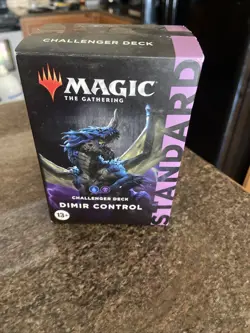 CHALLENGER DECK
MAGIC
THE GATHERING
CHALLENGER DECK
DIMIR CONTROL
13+
STANDARD